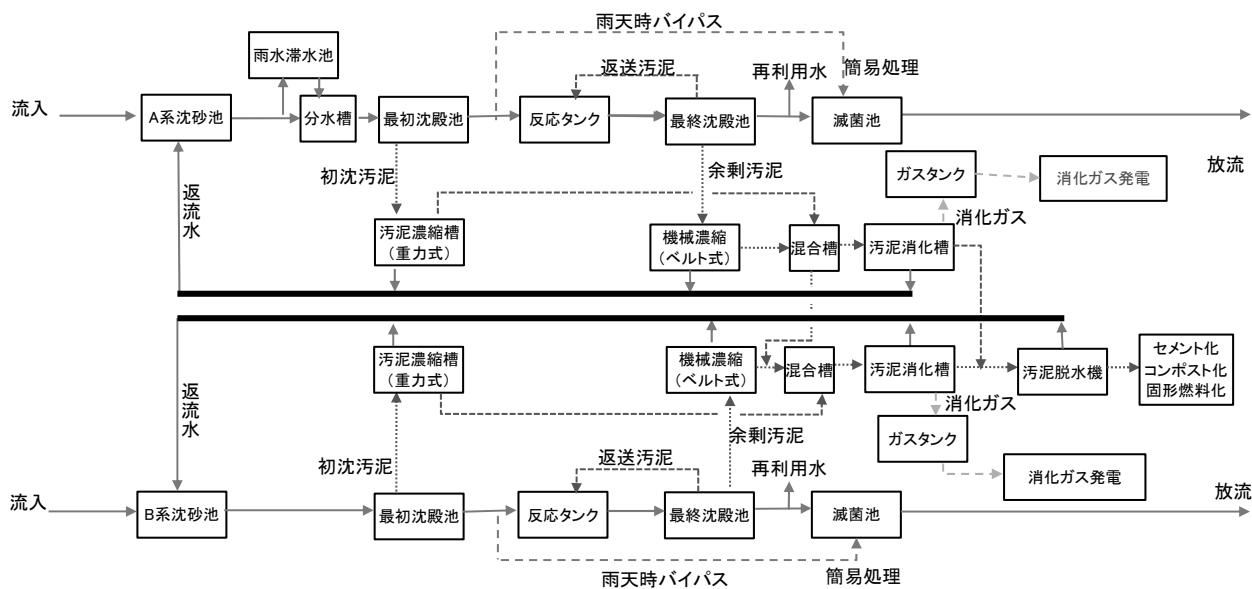 雨天時バイパス
雨水滞水池
返送汚泥
再利用水
簡易処理
流入
A系沈砂池
分水槽
最初沈殿池
反応タンク
最終沈殿池
滅菌池
放流
初沈汚泥
余剰汚泥
ガスタンク
消化ガス発電
消化ガス
返流水
汚泥濃縮槽
(重力式)
機械濃縮
(ベルト式)
混合槽
汚泥消化槽
汚泥濃縮槽
(重力式)
機械濃縮
(ベルト式)
混合槽
汚泥消化槽
汚泥脱水機
セメント化
コンポスト化
固形燃料化
返流水
消化ガス
ガスタンク
初沈汚泥
余剰汚泥
返送汚泥
再利用水
消化ガス発電
流入
B系沈砂池
最初沈殿池
反応タンク
最終沈殿池
滅菌池
放流
雨天時バイパス
簡易処理